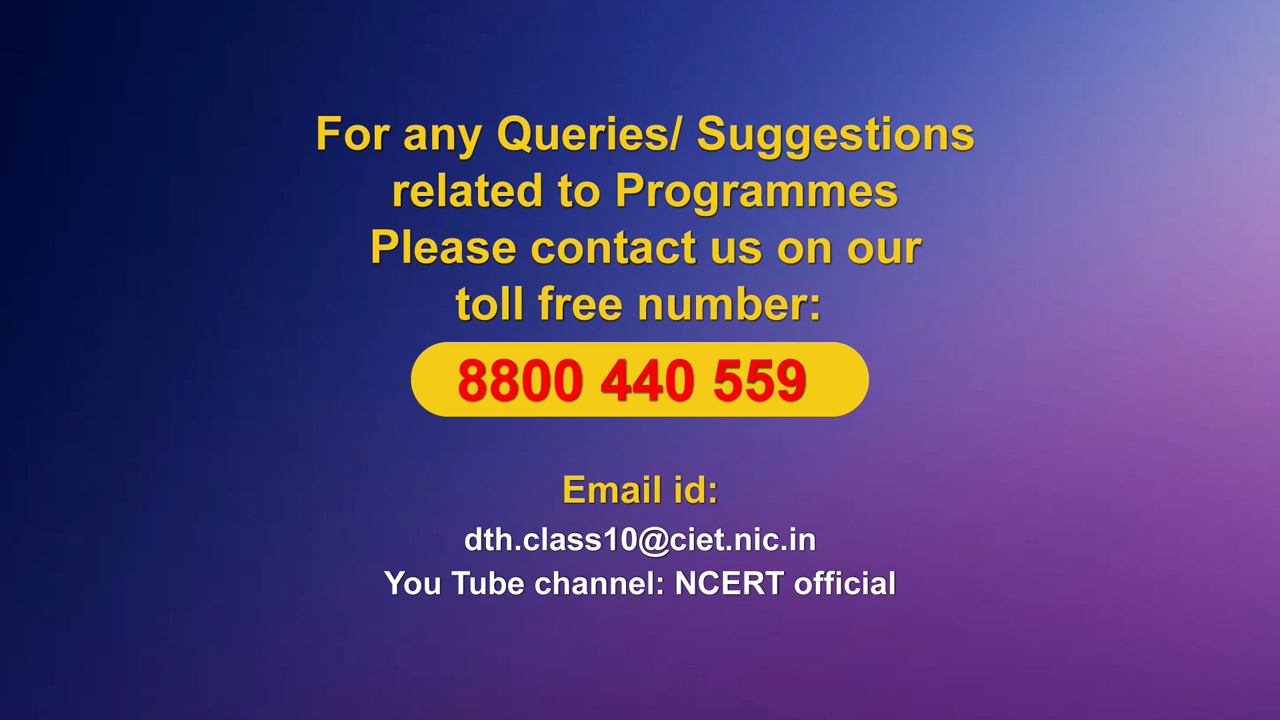 For any Queries/ Suggestions
related to Programmes
Please contact us on our
toll free number:
8800 440 559
Email id:
dth.class10@ciet.nic.in
You Tube channel: NCERT official